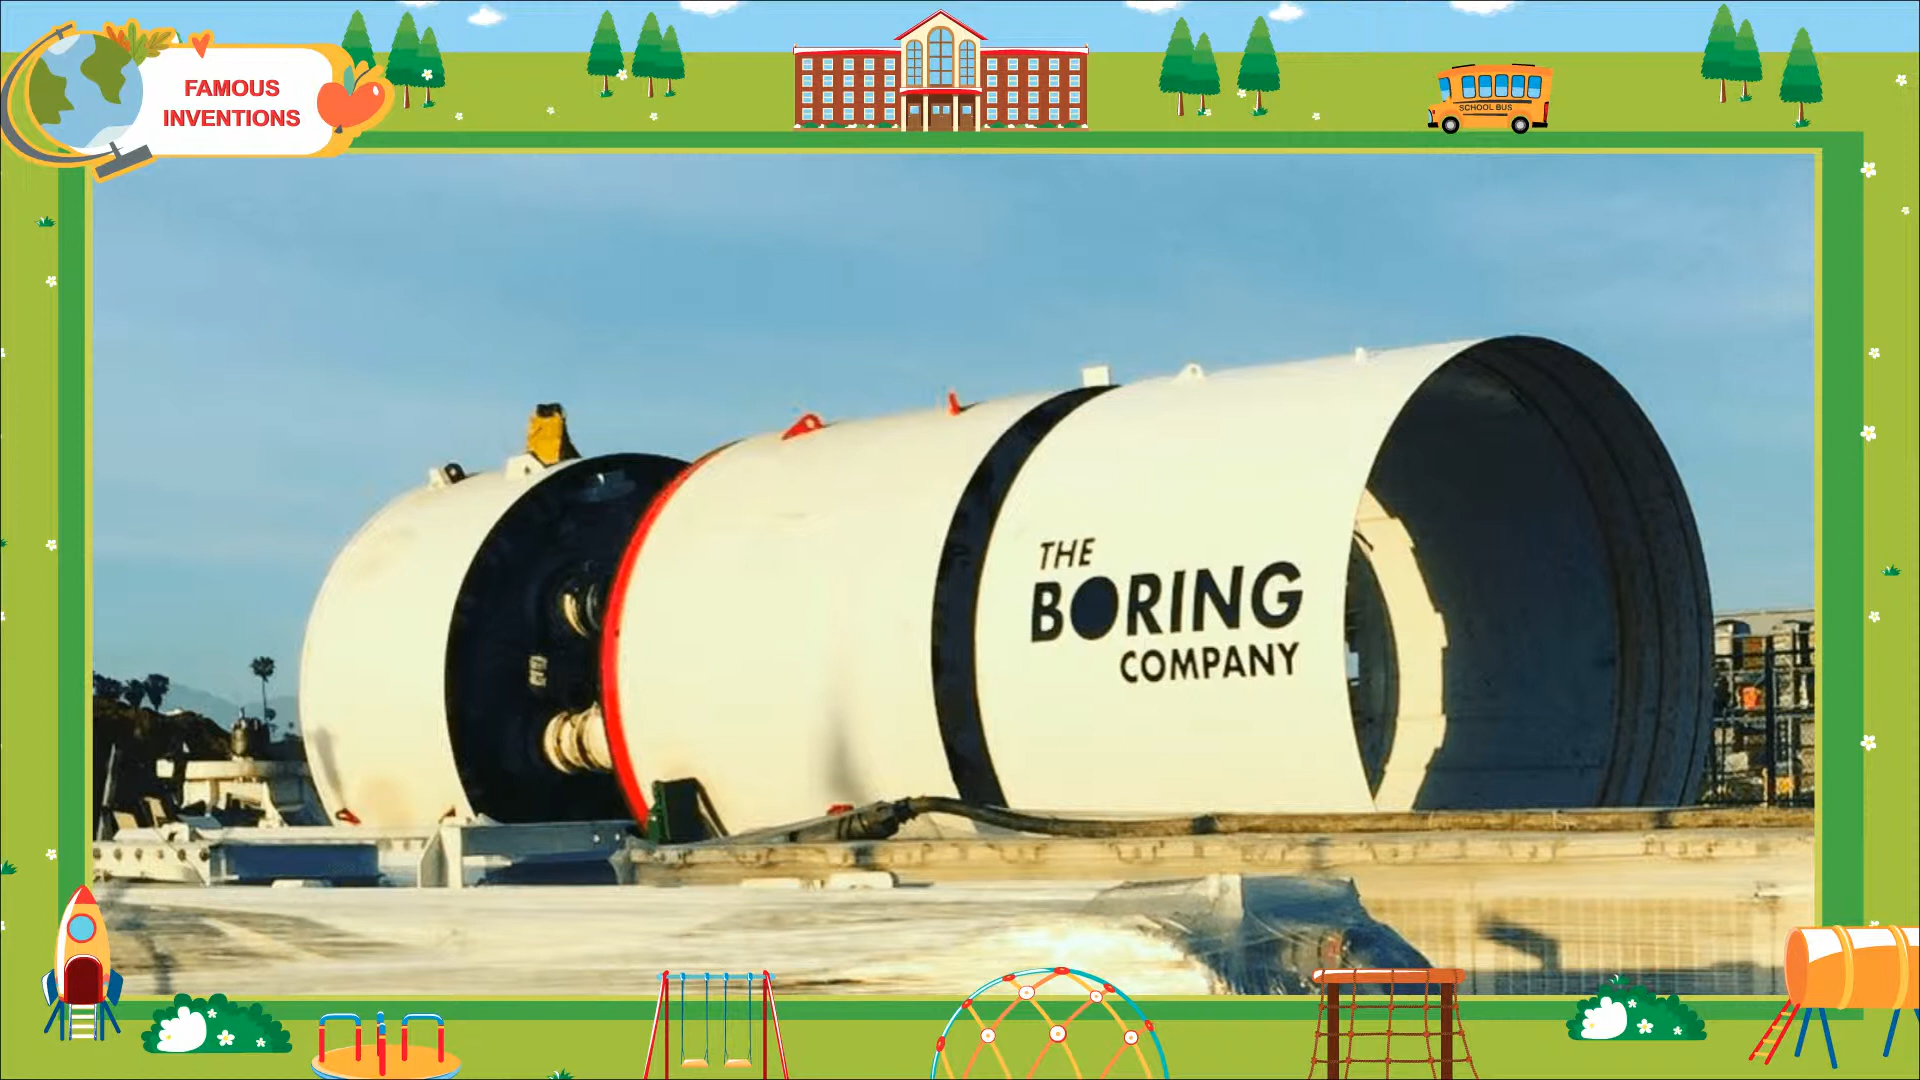 FAMOUS
INVENTIONS
SCHOOL BUS
THE
BORING
COMPANY